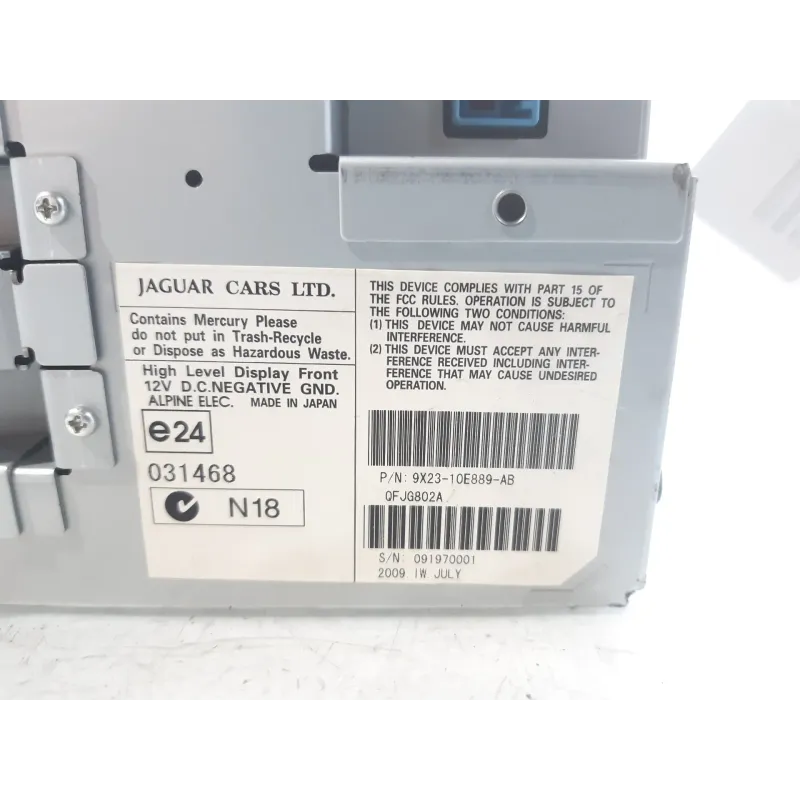 JAGUAR CARS LTD.
Contains Mercury Please
do not put in Trash-Recycle
or Dispose as Hazardous Waste.
High Level Display Front
12V D.C.NEGATIVE GND.
ALPINE ELEC. MADE IN JAPAN
e24
031468
N18
THIS DEVICE COMPLIES WITH PART 15 OF
THE FCC RULES. OPERATION IS SUBJECT TO
THE FOLLOWING TWO CONDITIONS:
(1) THIS DEVICE MAY NOT CAUSE HARMFUL
INTERFERENCE.
(2) THIS DEVICE MUST ACCEPT ANY INTER-
FERENCE RECEIVED INCLUDING INTER-
FERENCE THAT MAY CAUSE UNDESIRED
OPERATION.
P/N: 9X23-10E889-AB
QFJG802A
S/N: 091970001
2009 1W JULY